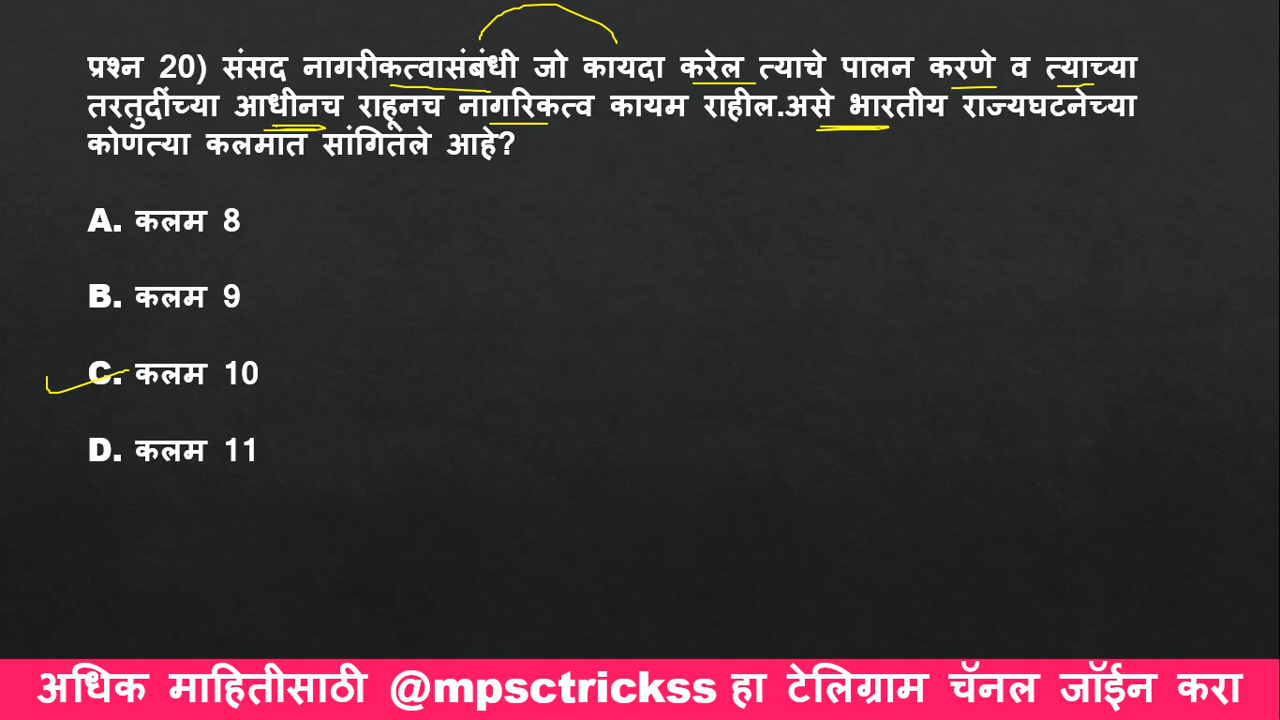 प्रश्न 20) संसद नागरीकत्वासंबंधी जो कायदा करेल त्याचे पालन करणे व त्याच्या
तरतुदींच्या आधीनच राहूनच नागरिकत्व कायम राहील.असे भारतीय राज्यघटनेच्या
कोणत्या कलमात सांगितले आहे?
A. कलम 8
B. कलम 9
C. कलम 10
D. कलम 11
अधिक माहितीसाठी @mpsctrickss हा टेलिग्राम चॅनल जॉईन करा